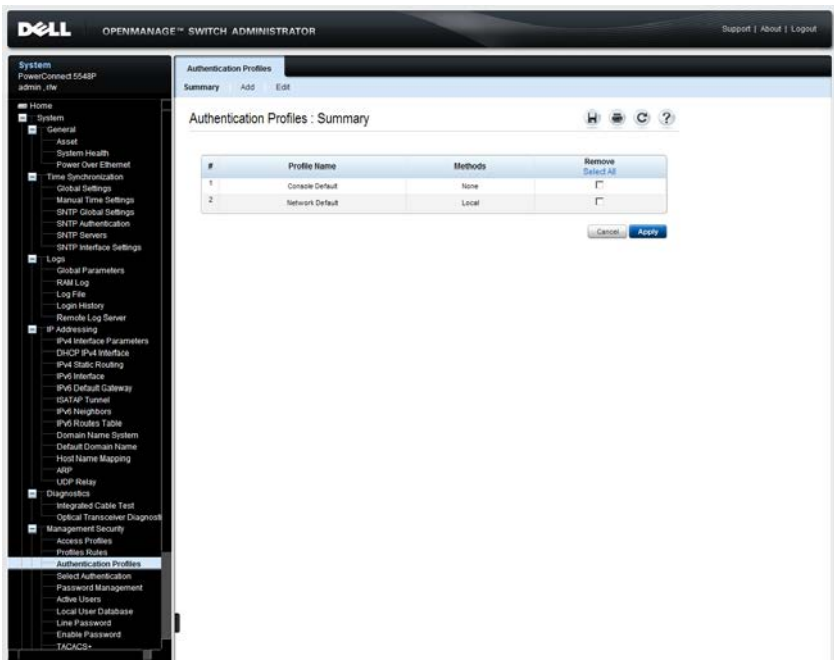 DELL
OPENMANAGE™ SWITCH ADMINISTRATOR
Support | About | Logout
System
PowerConnect 5548P
admin , r/w
Home
System
General
Asset
System Health
Power Over Ethernet
Time Synchronization
Global Settings
Manual Time Settings
SNTP Global Settings
SNTP Authentication
SNTP Servers
SNTP Interface Settings
Logs
Global Parameters
RAM Log
Log File
Login History
Remote Log Server
IP Addressing
IPv4 Interface Parameters
DHCP IPv4 Interface
IPv4 Static Routing
IPv6 Interface
IPv6 Default Gateway
ISATAP Tunnel
IPv6 Neighbors
IPv6 Routes Table
Domain Name System
Default Domain Name
Host Name Mapping
ARP
UDP Relay
Diagnostics
Integrated Cable Test
Optical Transceiver Diagnosti
Management Security
Access Profiles
Profiles Rules
Authentication Profiles
Select Authentication
Password Management
Active Users
Local User Database
Line Password
Enable Password
TACACS+
Authentication Profiles
Summary Add Edit
Authentication Profiles : Summary
?
# Profile Name Methods Remove
Select All
1 Console Default None
2 Network Default Local
Cancel Apply